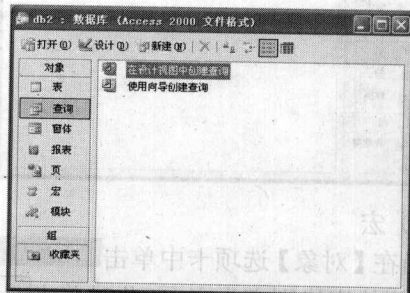 db2 : 数据库 (Access 2000 文件格式)
打开(O) 设计(D) 新建(N)
对象
表
查询
窗体
报表
页
宏
模块
组
收藏夹
在设计视图中创建查询
使用向导创建查询
宏
在【对象】选项卡中单击